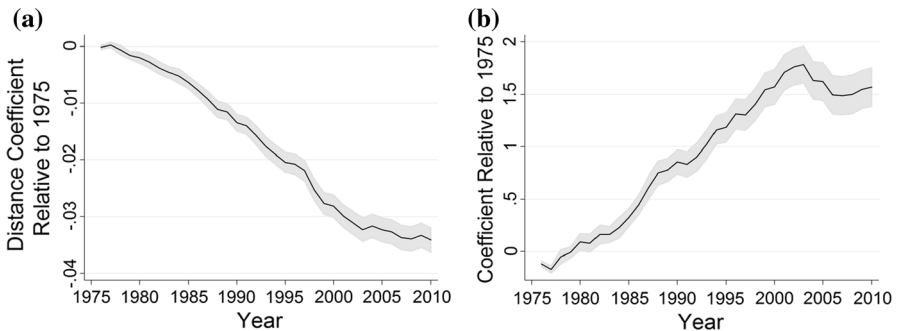 (a)
Distance Coefficient
Relative to 1975
0
-.01
-.02
-.03
-.04
1975 1980 1985 1990 1995 2000 2005 2010
Year
(b)
Coefficient Relative to 1975
2
1.5
1
.5
0
1975 1980 1985 1990 1995 2000 2005 2010
Year